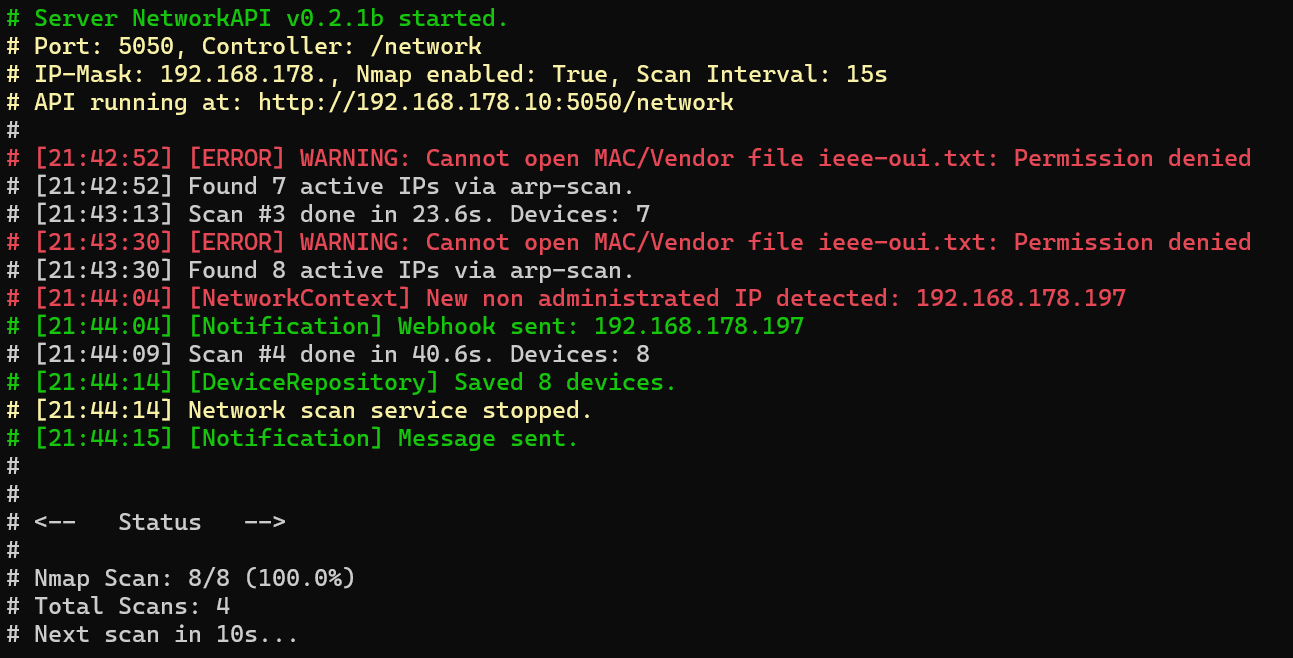 # Server NetworkAPI v0.2.1b started.
# Port: 5050, Controller: /network
# IP-Mask: 192.168.178., Nmap enabled: True, Scan Interval: 15s
# API running at: http://192.168.178.10:5050/network
#
# [21:42:52] [ERROR] WARNING: Cannot open MAC/Vendor file ieee-oui.txt: Permission denied
# [21:42:52] Found 7 active IPs via arp-scan.
# [21:43:13] Scan #3 done in 23.6s. Devices: 7
# [21:43:30] [ERROR] WARNING: Cannot open MAC/Vendor file ieee-oui.txt: Permission denied
# [21:43:30] Found 8 active IPs via arp-scan.
# [21:44:04] [NetworkContext] New non administrated IP detected: 192.168.178.197
# [21:44:04] [Notification] Webhook sent: 192.168.178.197
# [21:44:09] Scan #4 done in 40.6s. Devices: 8
# [21:44:14] [DeviceRepository] Saved 8 devices.
# [21:44:14] Network scan service stopped.
# [21:44:15] [Notification] Message sent.
#
#
# <--   Status   -->
#
# Nmap Scan: 8/8 (100.0%)
# Total Scans: 4
# Next scan in 10s...